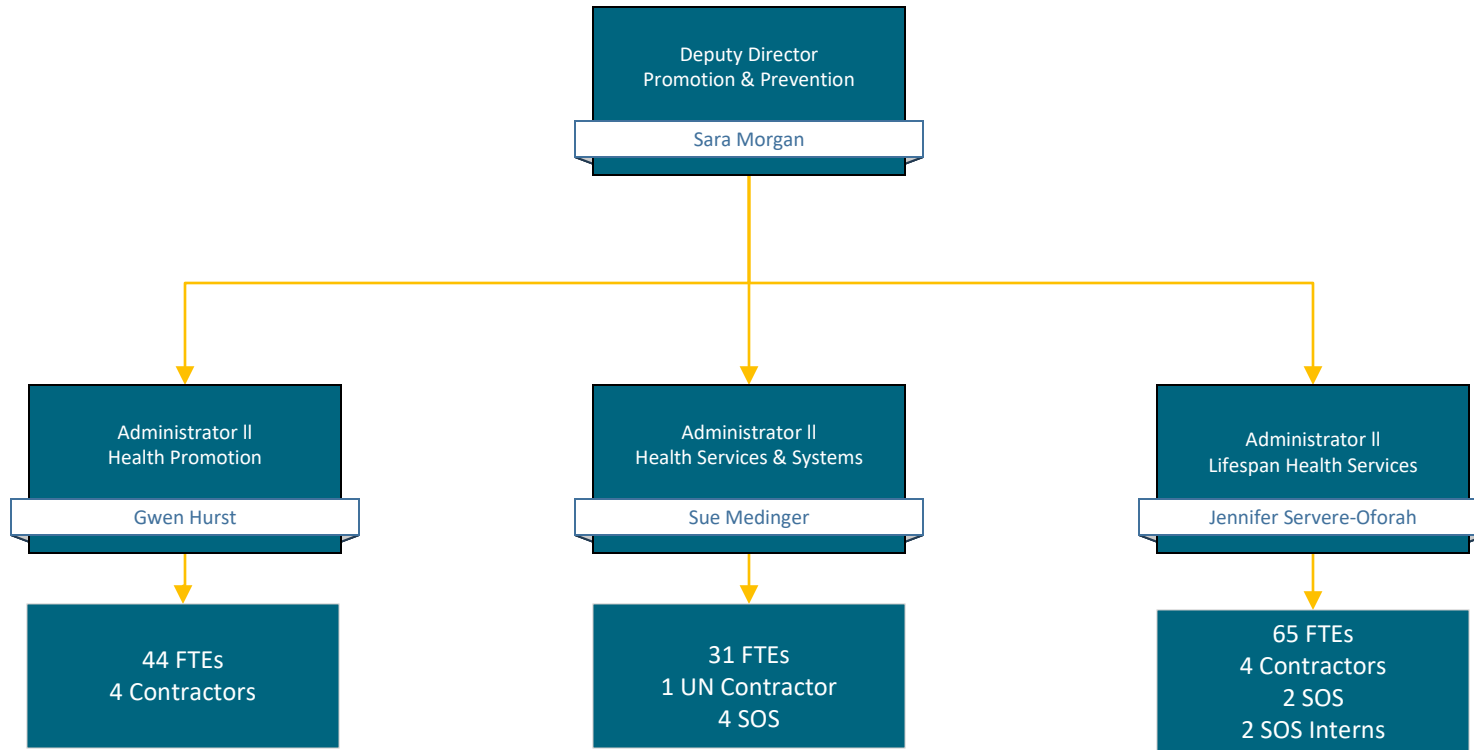 Deputy Director
Promotion & Prevention
Sara Morgan
Administrator ll
Health Promotion
Gwen Hurst
Administrator ll
Health Services & Systems
Sue Medinger
Administrator ll
Lifespan Health Services
Jennifer Servere-Oforah
44 FTEs
4 Contractors
31 FTEs
1 UN Contractor
4 SOS
65 FTEs
4 Contractors
2 SOS
2 SOS Interns